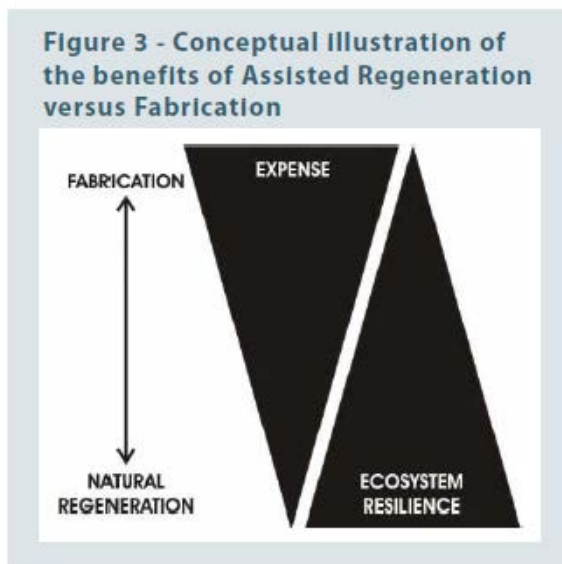 Figure 3 - Conceptual illustration of
the benefits of Assisted Regeneration
versus Fabrication
EXPENSE
FABRICATION
NATURAL
REGENERATION
ECOSYSTEM
RESILIENCE